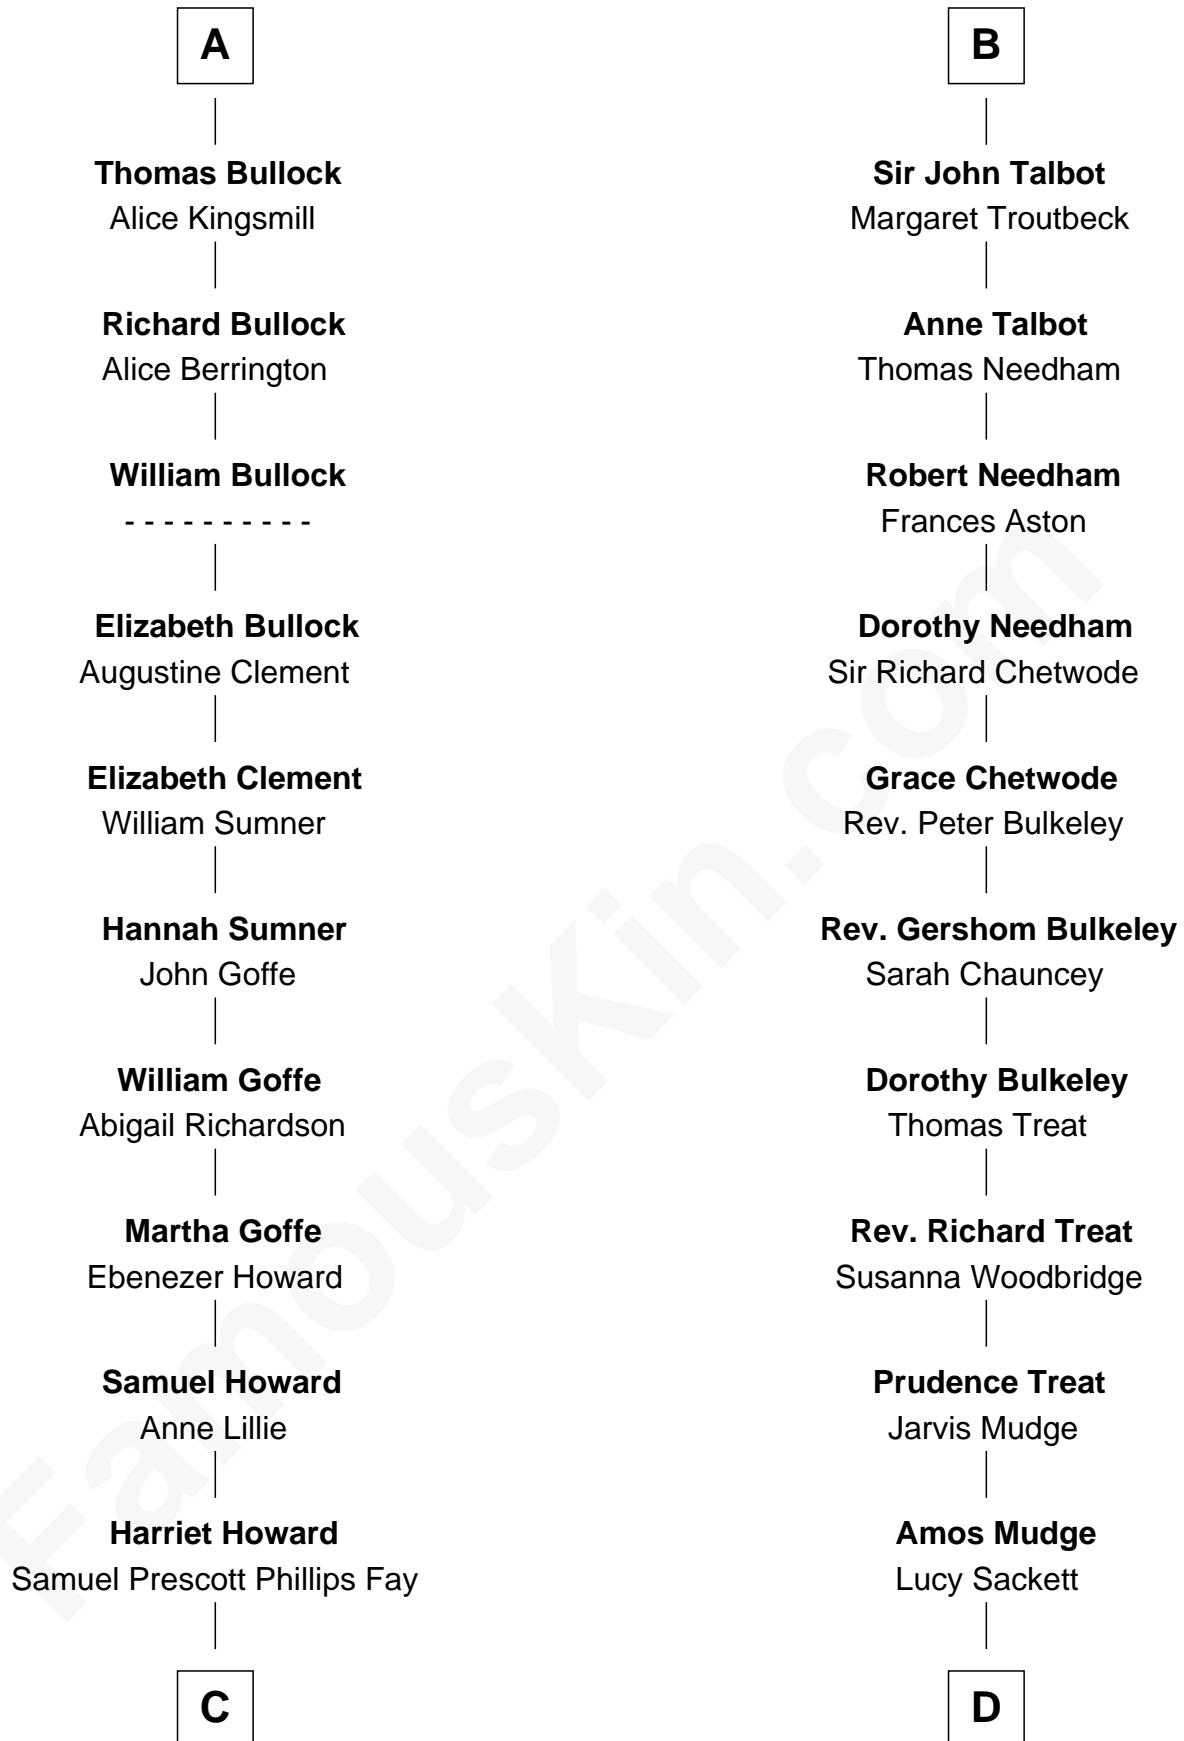 A
Thomas Bullock
Alice Kingsmill
Richard Bullock
Alice Berrington
William Bullock
- - - - - - - - - -
Elizabeth Bullock
Augustine Clement
Elizabeth Clement
William Sumner
Hannah Sumner
John Goffe
William Goffe
Abigail Richardson
Martha Goffe
Ebenezer Howard
Samuel Howard
Anne Lillie
Harriet Howard
Samuel Prescott Phillips Fay
C
B
Sir John Talbot
Margaret Troutbeck
Anne Talbot
Thomas Needham
Robert Needham
Frances Aston
Dorothy Needham
Sir Richard Chetwode
Grace Chetwode
Rev. Peter Bulkeley
Rev. Gershom Bulkeley
Sarah Chauncey
Dorothy Bulkeley
Thomas Treat
Rev. Richard Treat
Susanna Woodbridge
Prudence Treat
Jarvis Mudge
Amos Mudge
Lucy Sackett
D
FamousKin.com